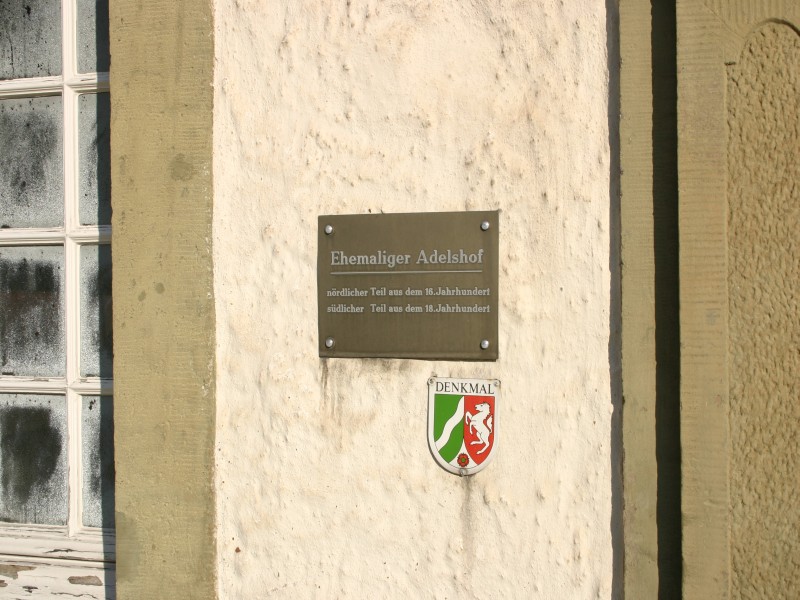 Ehemaliger Adelshof
nördlicher Teil aus dem 16.Jahrhundert
südlicher Teil aus dem 18.Jahrhundert
DENKMAL